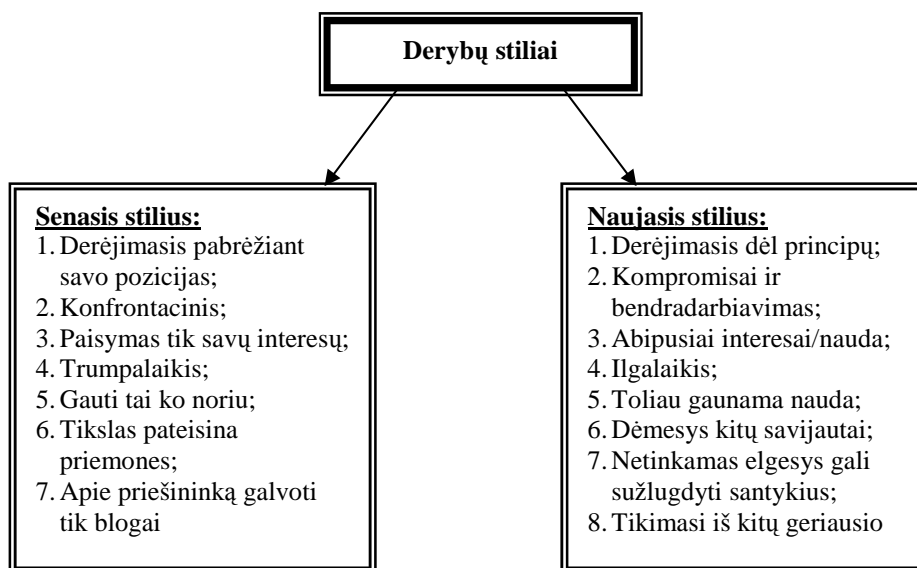 Derybų stiliai
Senasis stilius:
1. Derėjimasis pabrėžiant
savo pozicijas;
2. Konfrontacinis;
3. Paisymas tik savų interesų;
4. Trumpalaikis;
5. Gauti tai ko noriu;
6. Tikslas pateisina
priemones;
7. Apie priešininką galvoti
tik blogai
Naujasis stilius:
1. Derėjimasis dėl principų;
2. Kompromisai ir
bendradarbiavimas;
3. Abipusiai interesai/nauda;
4. Ilgalaikis;
5. Toliau gaunama nauda;
6. Dėmesys kitų savijautai;
7. Netinkamas elgesys gali
sužlugdyti santykius;
8. Tikimasi iš kitų geriausio